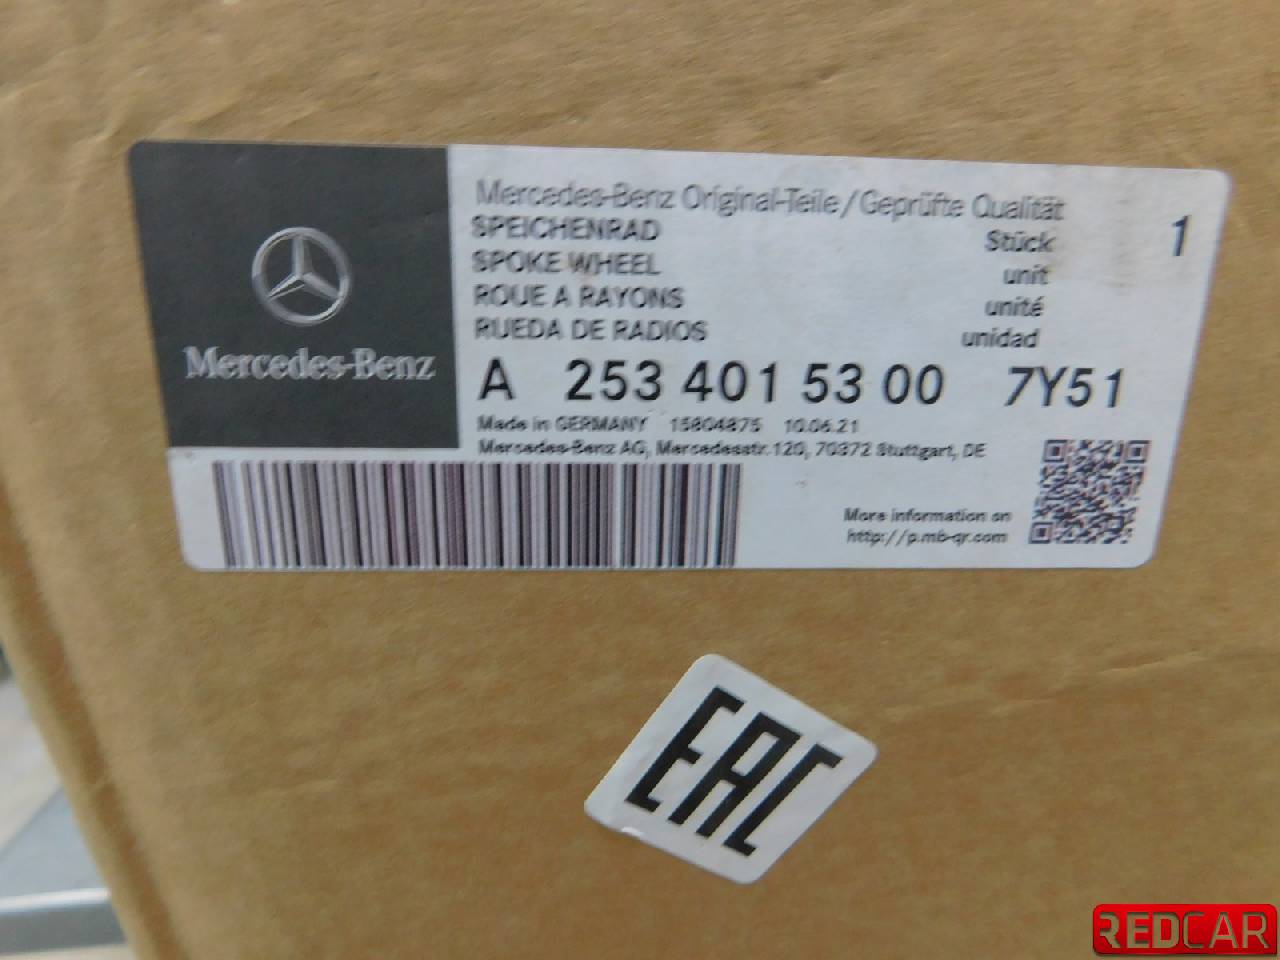 Mercedes-Benz
Mercedes-Benz Original-Teile/Geprüfte Qualität
SPEICHENRAD
SPOKE WHEEL
ROUE A RAYONS
RUEDA DE RADIOS
Stück 1
unit
unité
unidad
A 253 401 53 00 7Y51
Made in GERMANY 15804875 10.06.21
Mercedes-Benz AG, Mercedesstr. 120, 70372 Stuttgart, DE
More information on
http://p.mb-qr.com
EAC
REDCAR